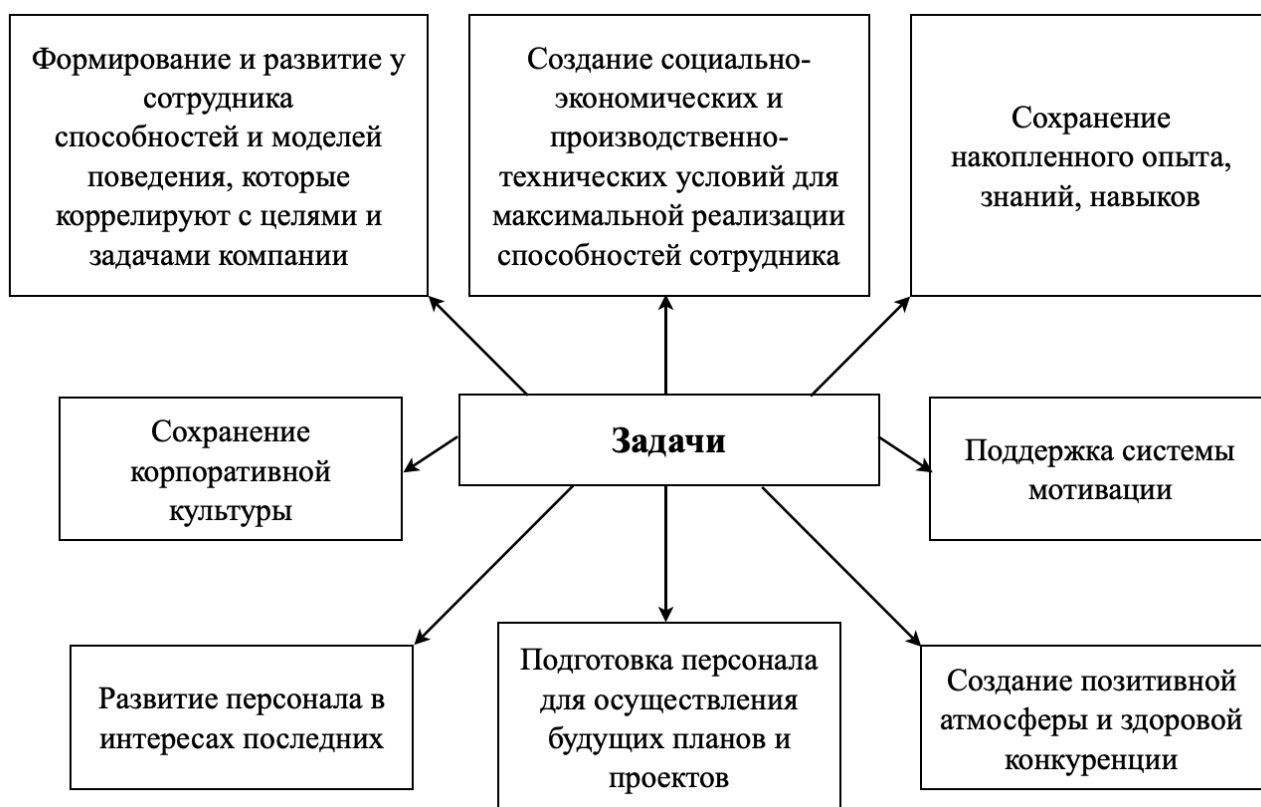 Формирование и развитие у
сотрудника
способностей и моделей
поведения, которые
коррелируют с целями и
задачами компании
Создание социально-
экономических и
производственно-
технических условий для
максимальной реализации
способностей сотрудника
Сохранение
накопленного опыта,
знаний, навыков
Сохранение
корпоративной
культуры
Задачи
Поддержка системы
мотивации
Развитие персонала в
интересах последних
Подготовка персонала
для осуществления
будущих планов и
проектов
Создание позитивной
атмосферы и здоровой
конкуренции